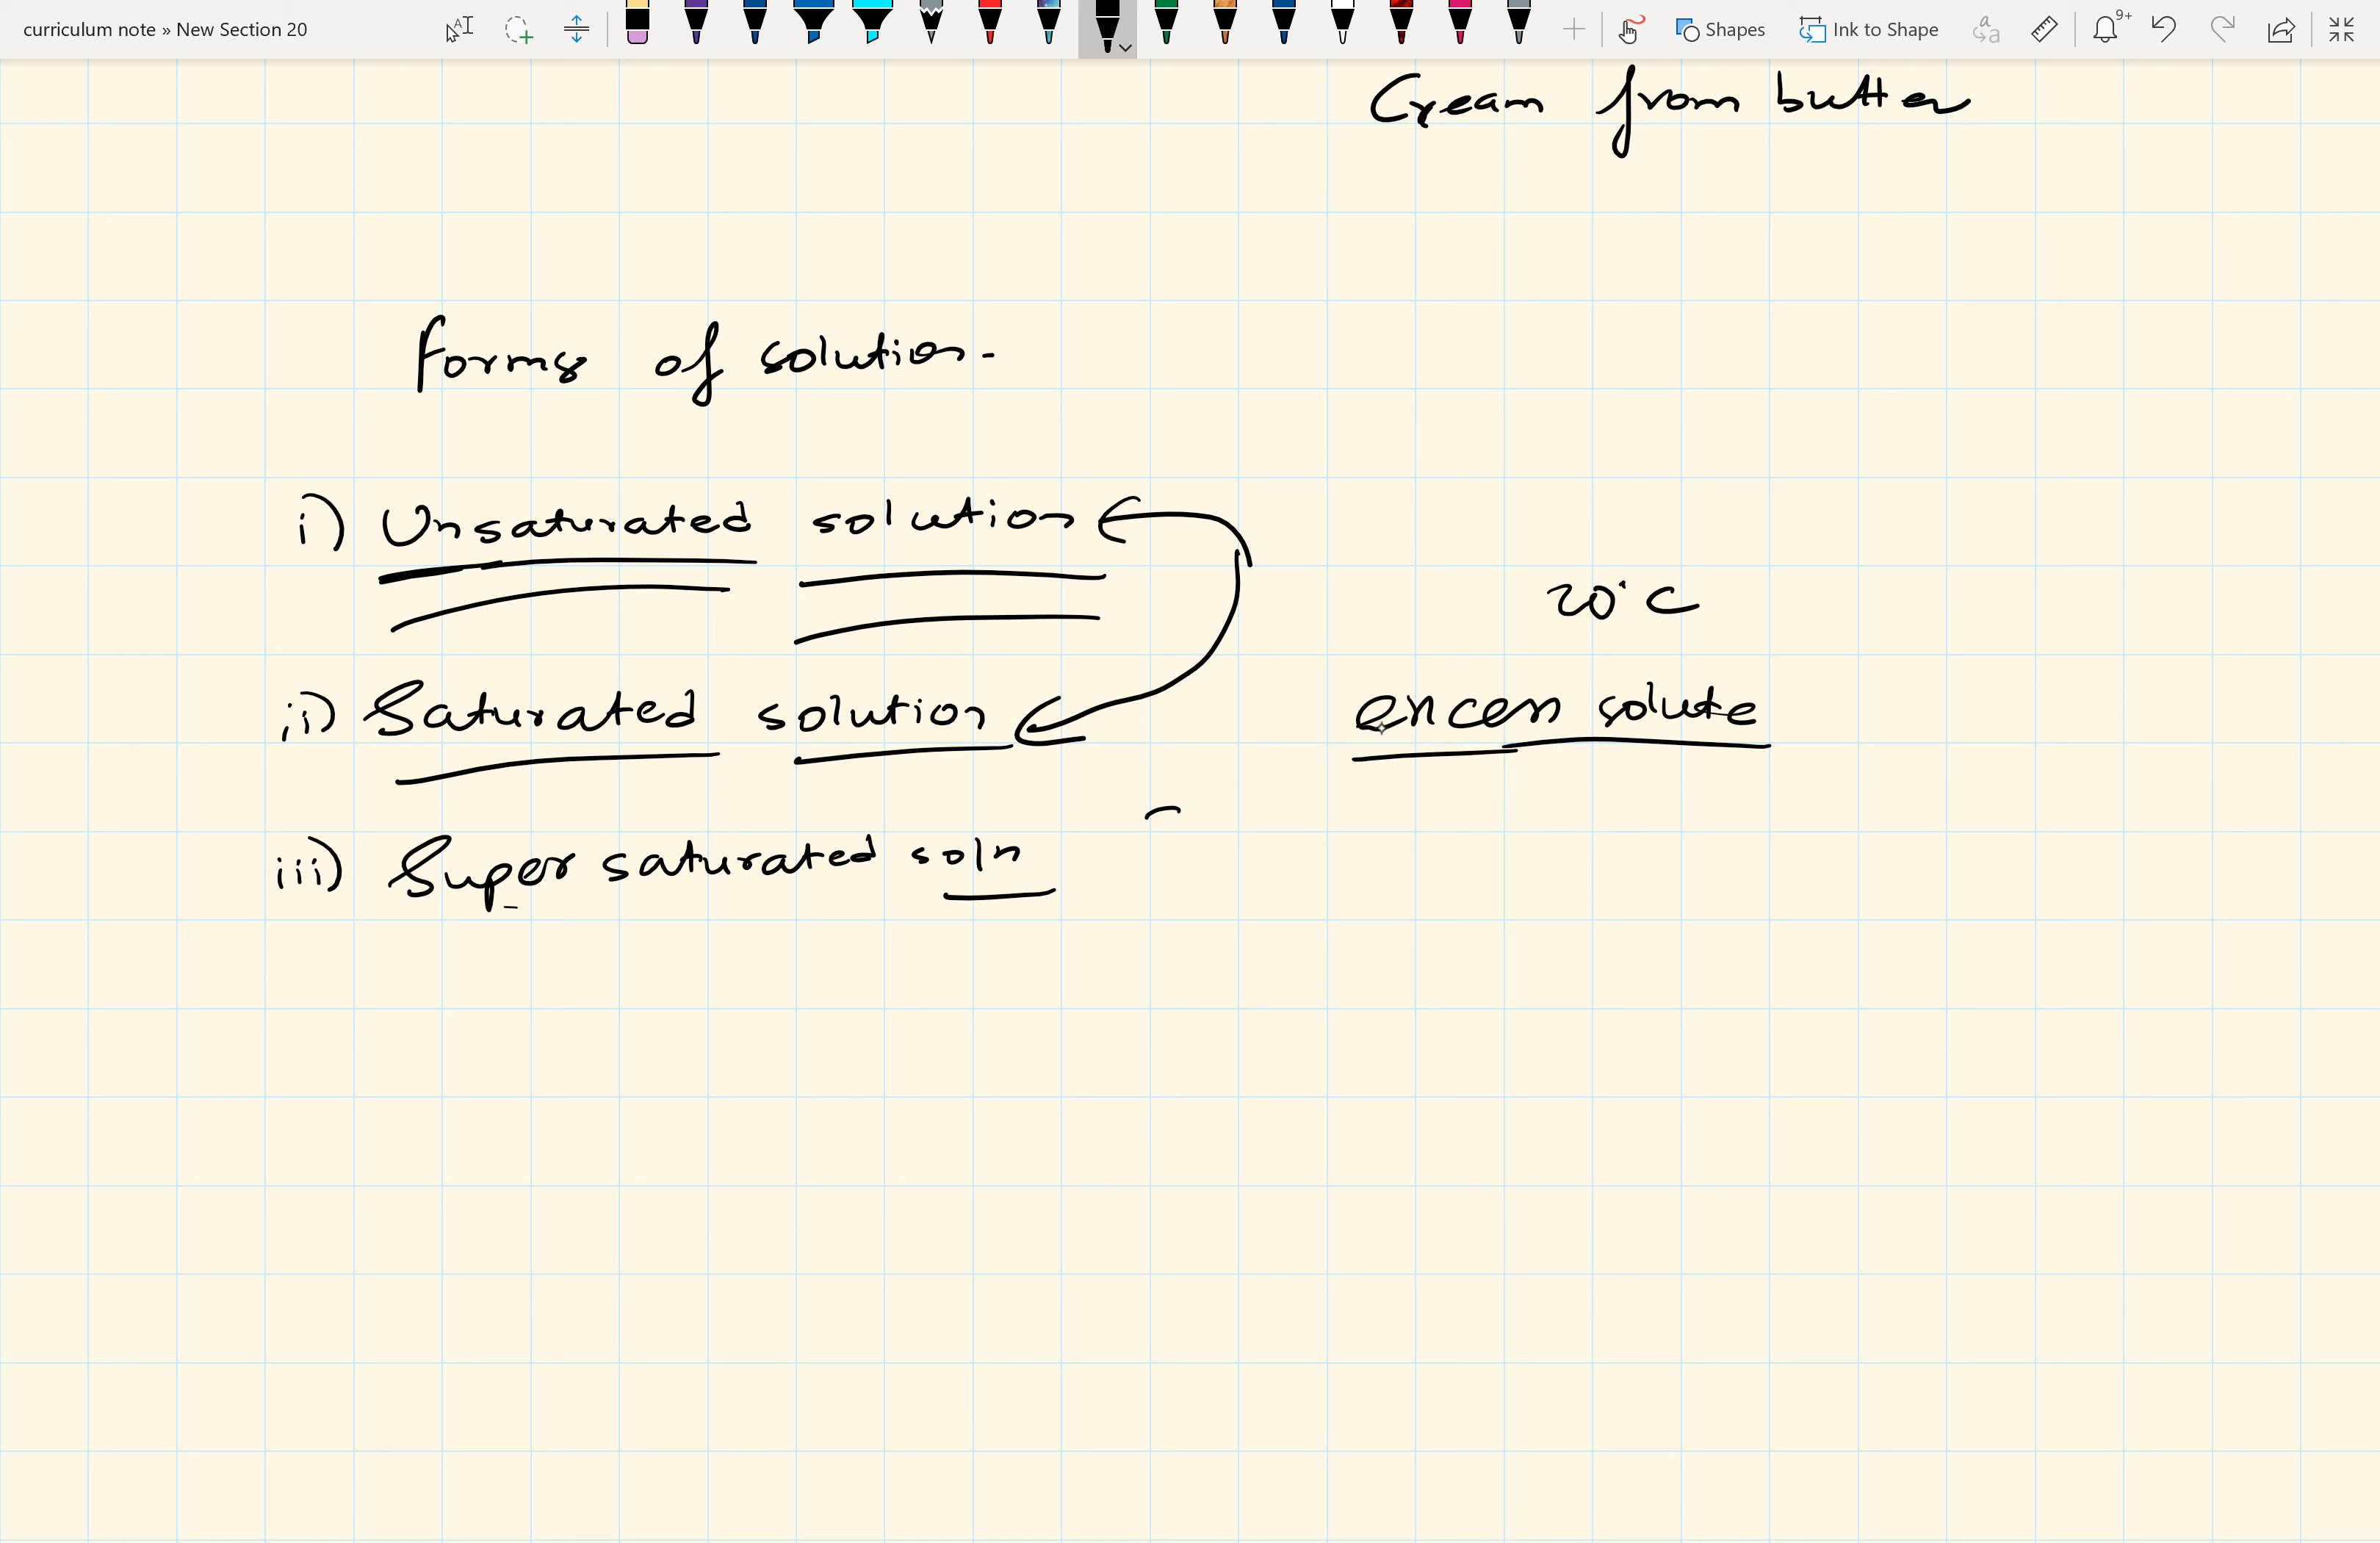 curriculum note » New Section 20
Shapes
Ink to Shape
9+
Cream from butter
Forms of solution-
i) Unsaturated solution
20°C
ii) Saturated solution
excess solute
iii) Super saturated soln